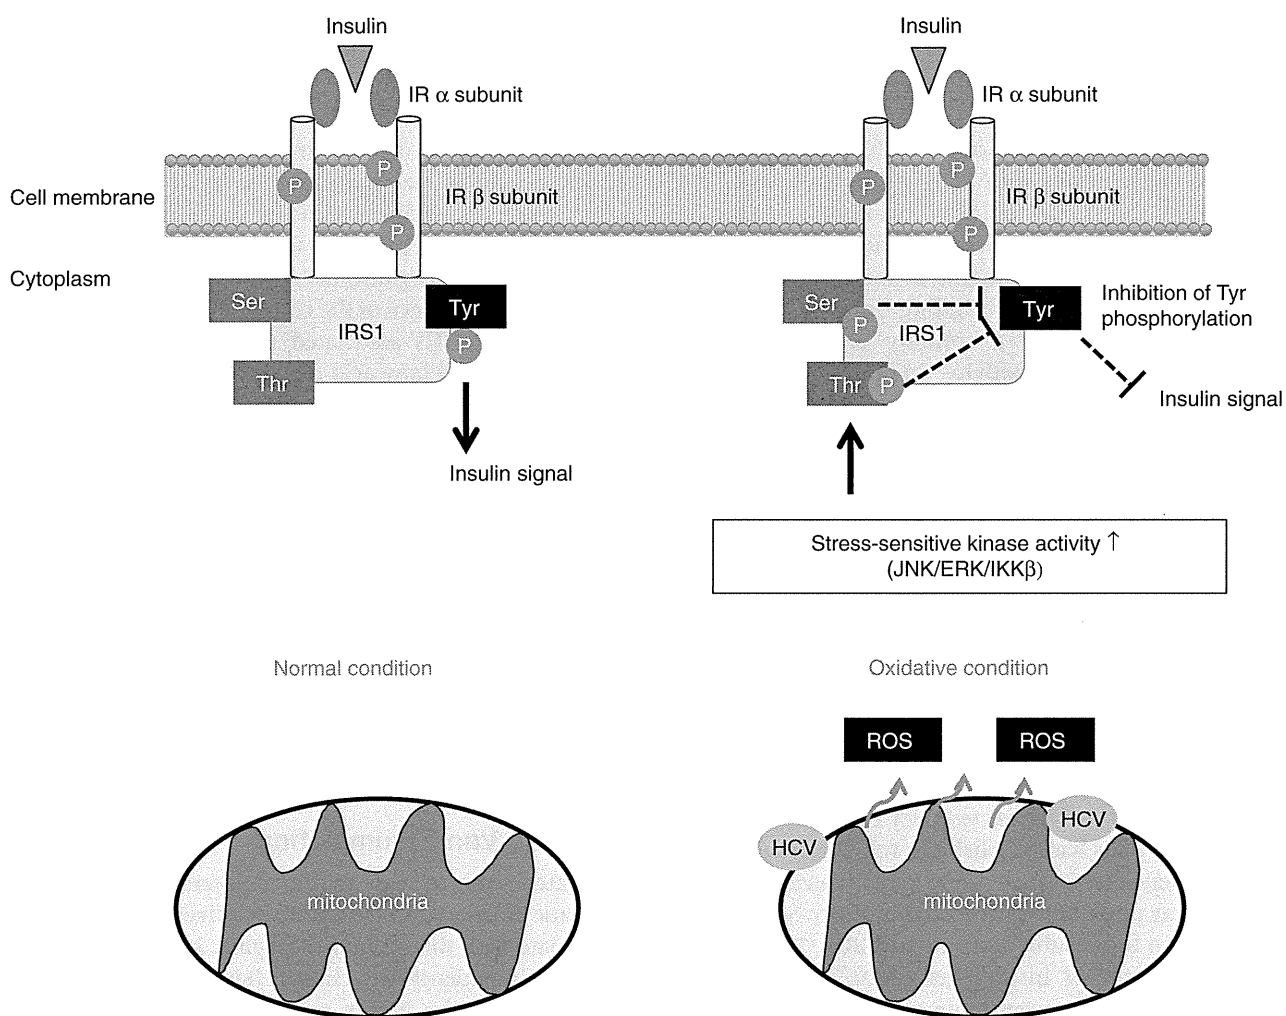 Insulin
IR α subunit
P
P
P
IR β subunit
Cell membrane
Cytoplasm
Ser
Tyr
IRS1
P
Thr
Insulin signal
Insulin
IR α subunit
P
P
P
IR β subunit
Ser
Tyr
P
IRS1
Thr
P
Inhibition of Tyr
phosphorylation
Insulin signal
Stress-sensitive kinase activity ↑
(JNK/ERK/IKKβ)
Normal condition
Oxidative condition
ROS
ROS
HCV
HCV
mitochondria
mitochondria